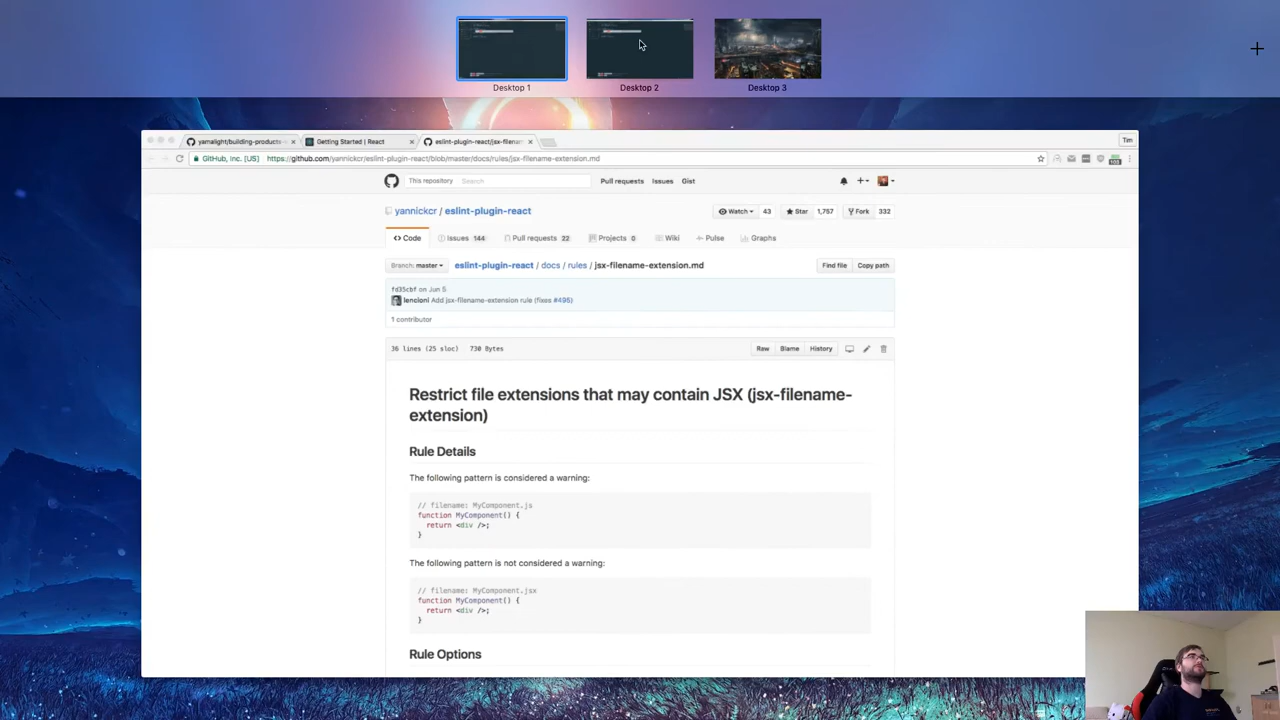 Desktop 1
Desktop 2
Desktop 3
yamalight/building-products-
Getting Started | React
eslint-plugin-react/jsx-filenam
Tim
GitHub, Inc. [US]
https://github.com/yannickcr/eslint-plugin-react/blob/master/docs/rules/jsx-filename-extension.md
This repository
Search
Pull requests
Issues
Gist
yannickcr / eslint-plugin-react
Watch
43
Star
1,757
Fork
332
Code
Issues 144
Pull requests 22
Projects 0
Wiki
Pulse
Graphs
Branch: master
eslint-plugin-react / docs / rules / jsx-filename-extension.md
Find file
Copy path
fd35cbf on Jun 5
lencioni Add jsx-filename-extension rule (fixes #495)
1 contributor
36 lines (25 sloc)
730 Bytes
Raw
Blame
History
Restrict file extensions that may contain JSX (jsx-filename-
extension)
Rule Details
The following pattern is considered a warning:
// filename: MyComponent.js
function MyComponent() {
return <div />;
}
The following pattern is not considered a warning:
// filename: MyComponent.jsx
function MyComponent() {
return <div />;
}
Rule Options